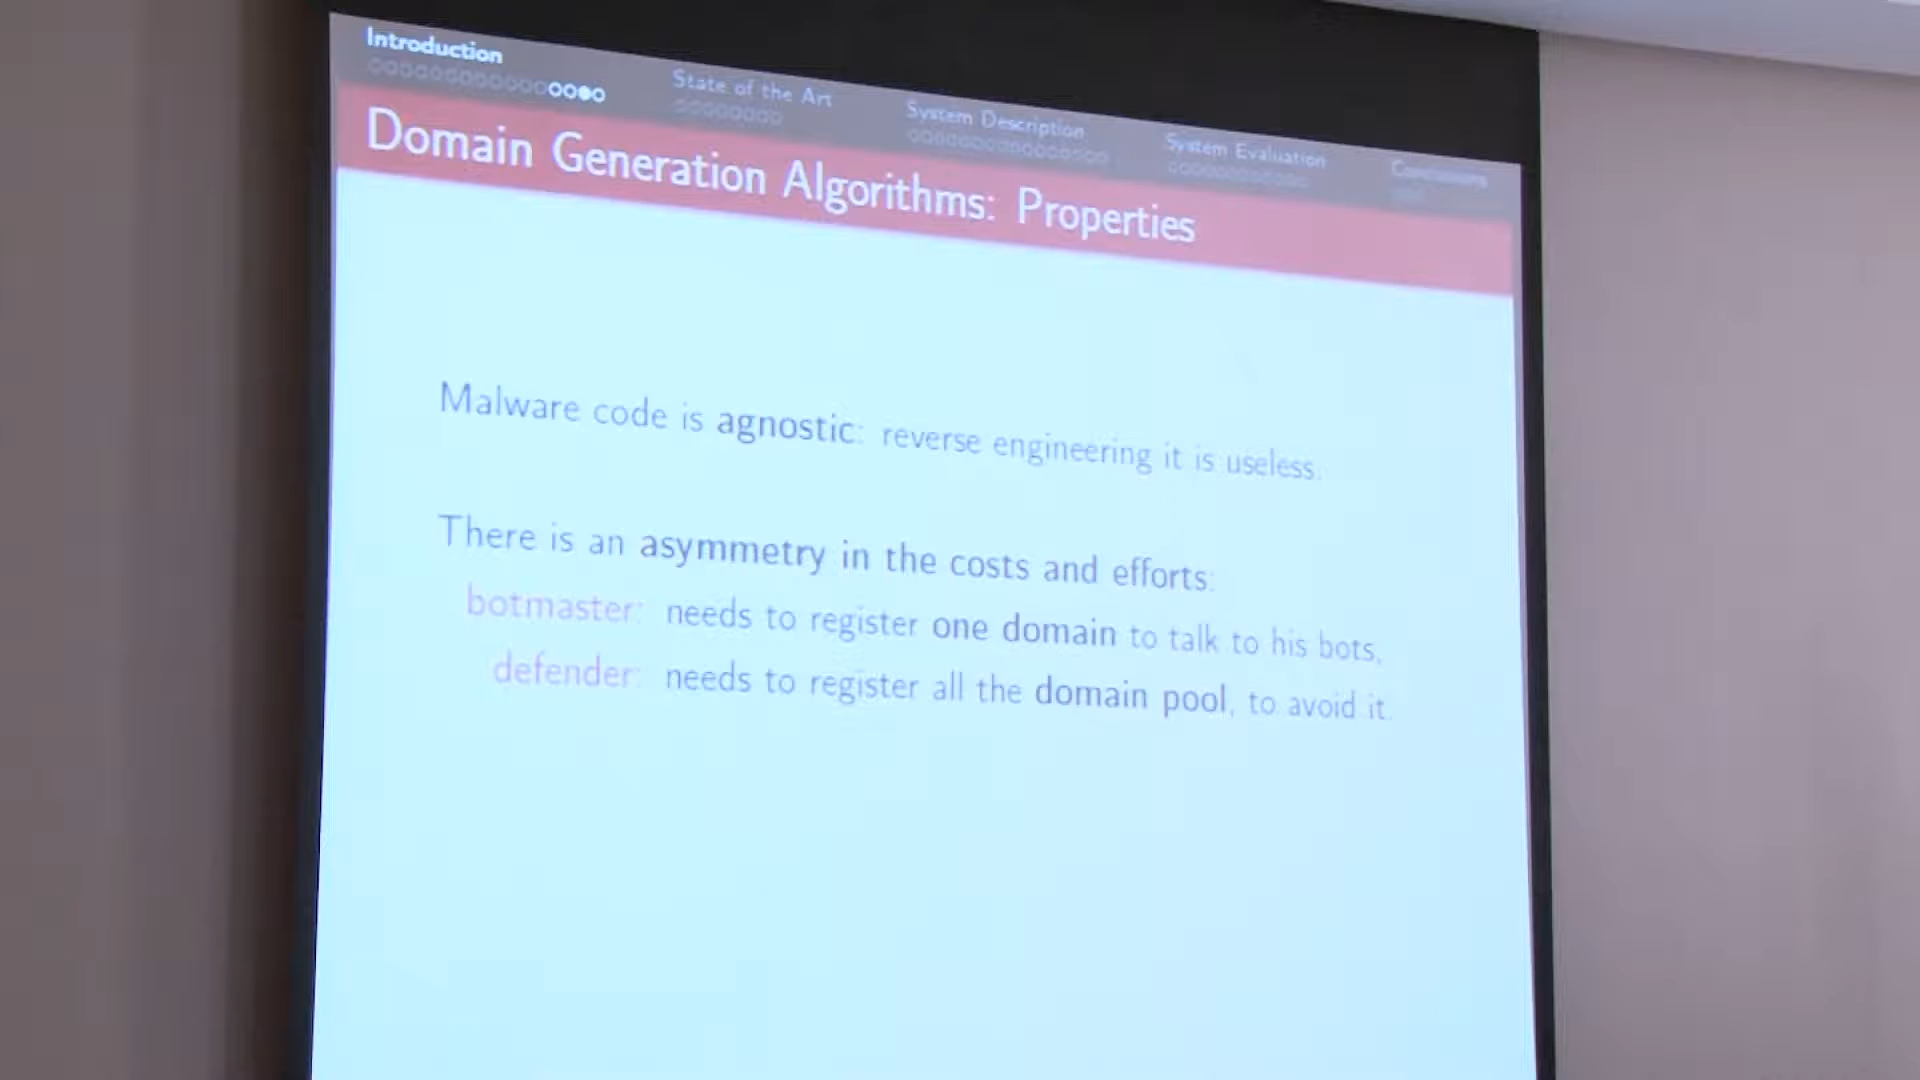 Introduction
State of the Art
System Description
System Evaluation
Conclusions
Domain Generation Algorithms: Properties
Malware code is agnostic: reverse engineering it is useless.
There is an asymmetry in the costs and efforts:
botmaster: needs to register one domain to talk to his bots,
defender: needs to register all the domain pool, to avoid it.